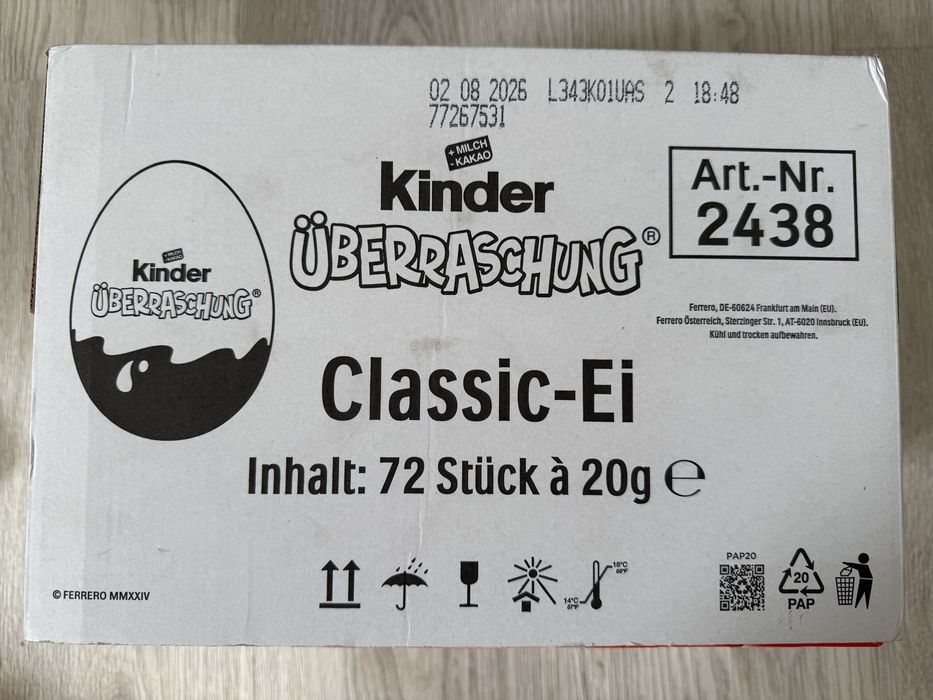 02 08 2026 L343K01UAS 2 18:48
77267531
+ MILCH
- KAKAO
Kinder
ÜBERRASCHUNG®
Art.-Nr.
2438
+ MILCH
- KAKAO
Kinder
ÜBERRASCHUNG®
Ferrero, DE-60624 Frankfurt am Main (EU).
Ferrero Österreich, Sterzinger Str. 1, AT-6020 Innsbruck (EU).
Kühl und trocken aufbewahren.
Classic-Ei
Inhalt: 72 Stück à 20g ℮
18°C
14°C
PAP20
20
PAP
© FERRERO MMXXIV